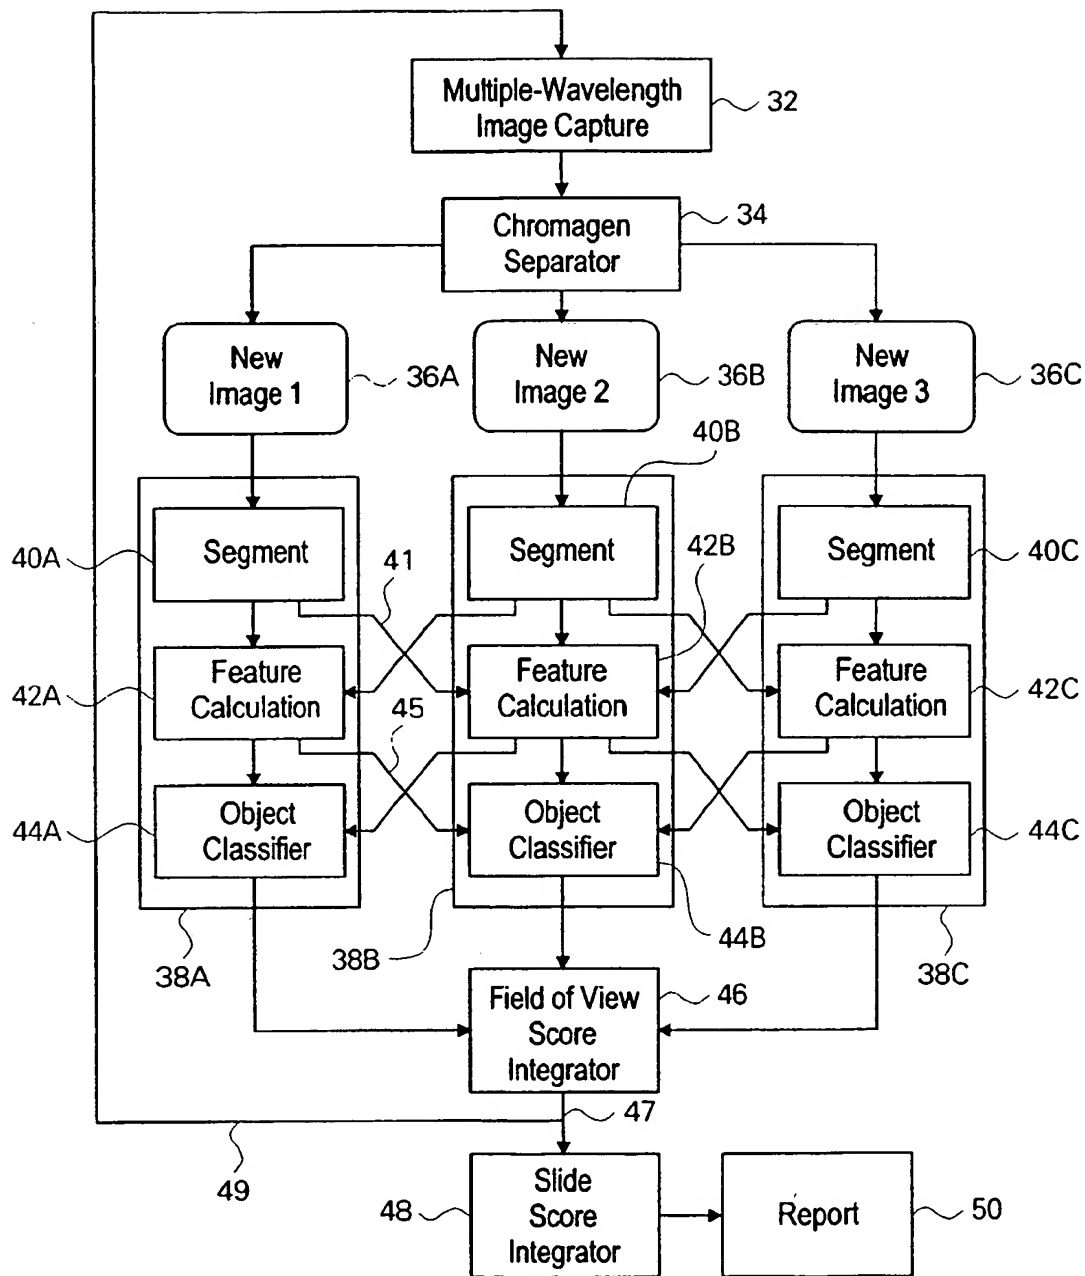 Multiple-Wavelength
Image Capture
32
Chromagen
Separator
34
New
Image 1
36A
New
Image 2
36B
New
Image 3
36C
40B
40A
Segment
41
Segment
42B
Segment
40C
42A
Feature
Calculation
45
Feature
Calculation
Feature
Calculation
42C
44A
Object
Classifier
Object
Classifier
Object
Classifier
44C
38A
38B
44B
38C
Field of View
Score
Integrator
46
47
49
48
Slide
Score
Integrator
Report
50